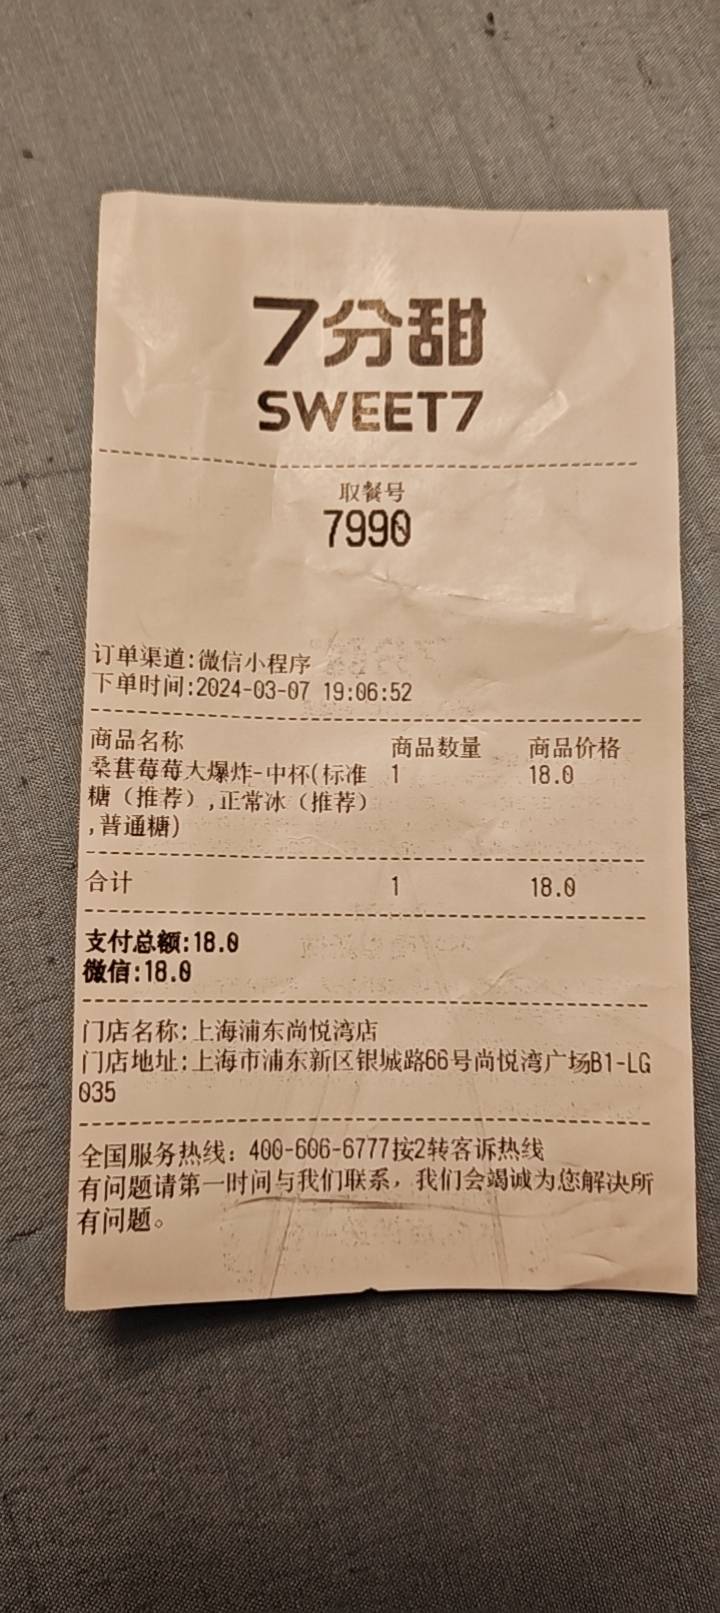 7分甜
SWEET7
取餐号
7990
订单渠道:微信小程序
下单时间:2024-03-07 19:06:52
商品名称 商品数量 商品价格
桑葚莓莓大爆炸-中杯(标准 1 18.0
糖（推荐）,正常冰（推荐）
,普通糖)
合计 1 18.0
支付总额:18.0
微信:18.0
门店名称:上海浦东尚悦湾店
门店地址:上海市浦东新区银城路66号尚悦湾广场B1-LG
035
全国服务热线：400-606-6777按2转客诉热线
有问题请第一时间与我们联系，我们会竭诚为您解决所
有问题。